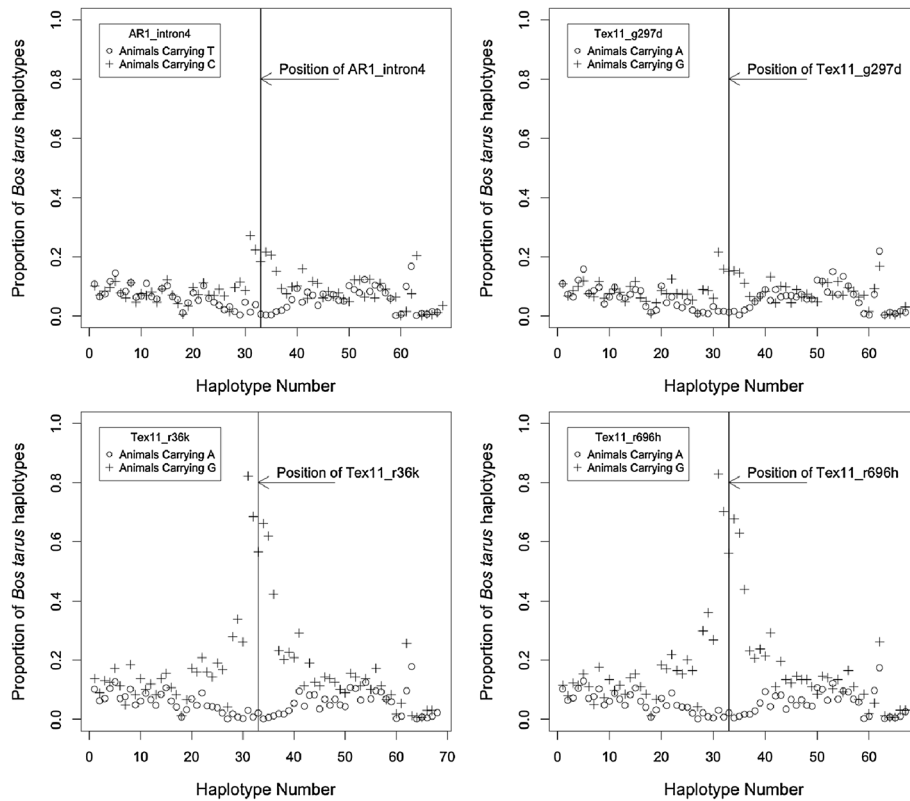 AR1_intron4
Animals Carrying T
Animals Carrying C
Position of AR1_intron4
Proportion of Bos tarus haplotypes
0.0 0.2 0.4 0.6 0.8 1.0
0 10 20 30 40 50 60
Haplotype Number
Tex11_g297d
Animals Carrying A
Animals Carrying G
Position of Tex11_g297d
Proportion of Bos tarus haplotypes
0.0 0.2 0.4 0.6 0.8 1.0
0 10 20 30 40 50 60
Haplotype Number
Tex11_r36k
Animals Carrying A
Animals Carrying G
Position of Tex11_r36k
Proportion of Bos tarus haplotypes
0.0 0.2 0.4 0.6 0.8 1.0
0 10 20 30 40 50 60 70
Haplotype Number
Tex11_r696h
Animals Carrying A
Animals Carrying G
Position of Tex11_r696h
Proportion of Bos tarus haplotypes
0.0 0.2 0.4 0.6 0.8 1.0
0 10 20 30 40 50 60
Haplotype Number